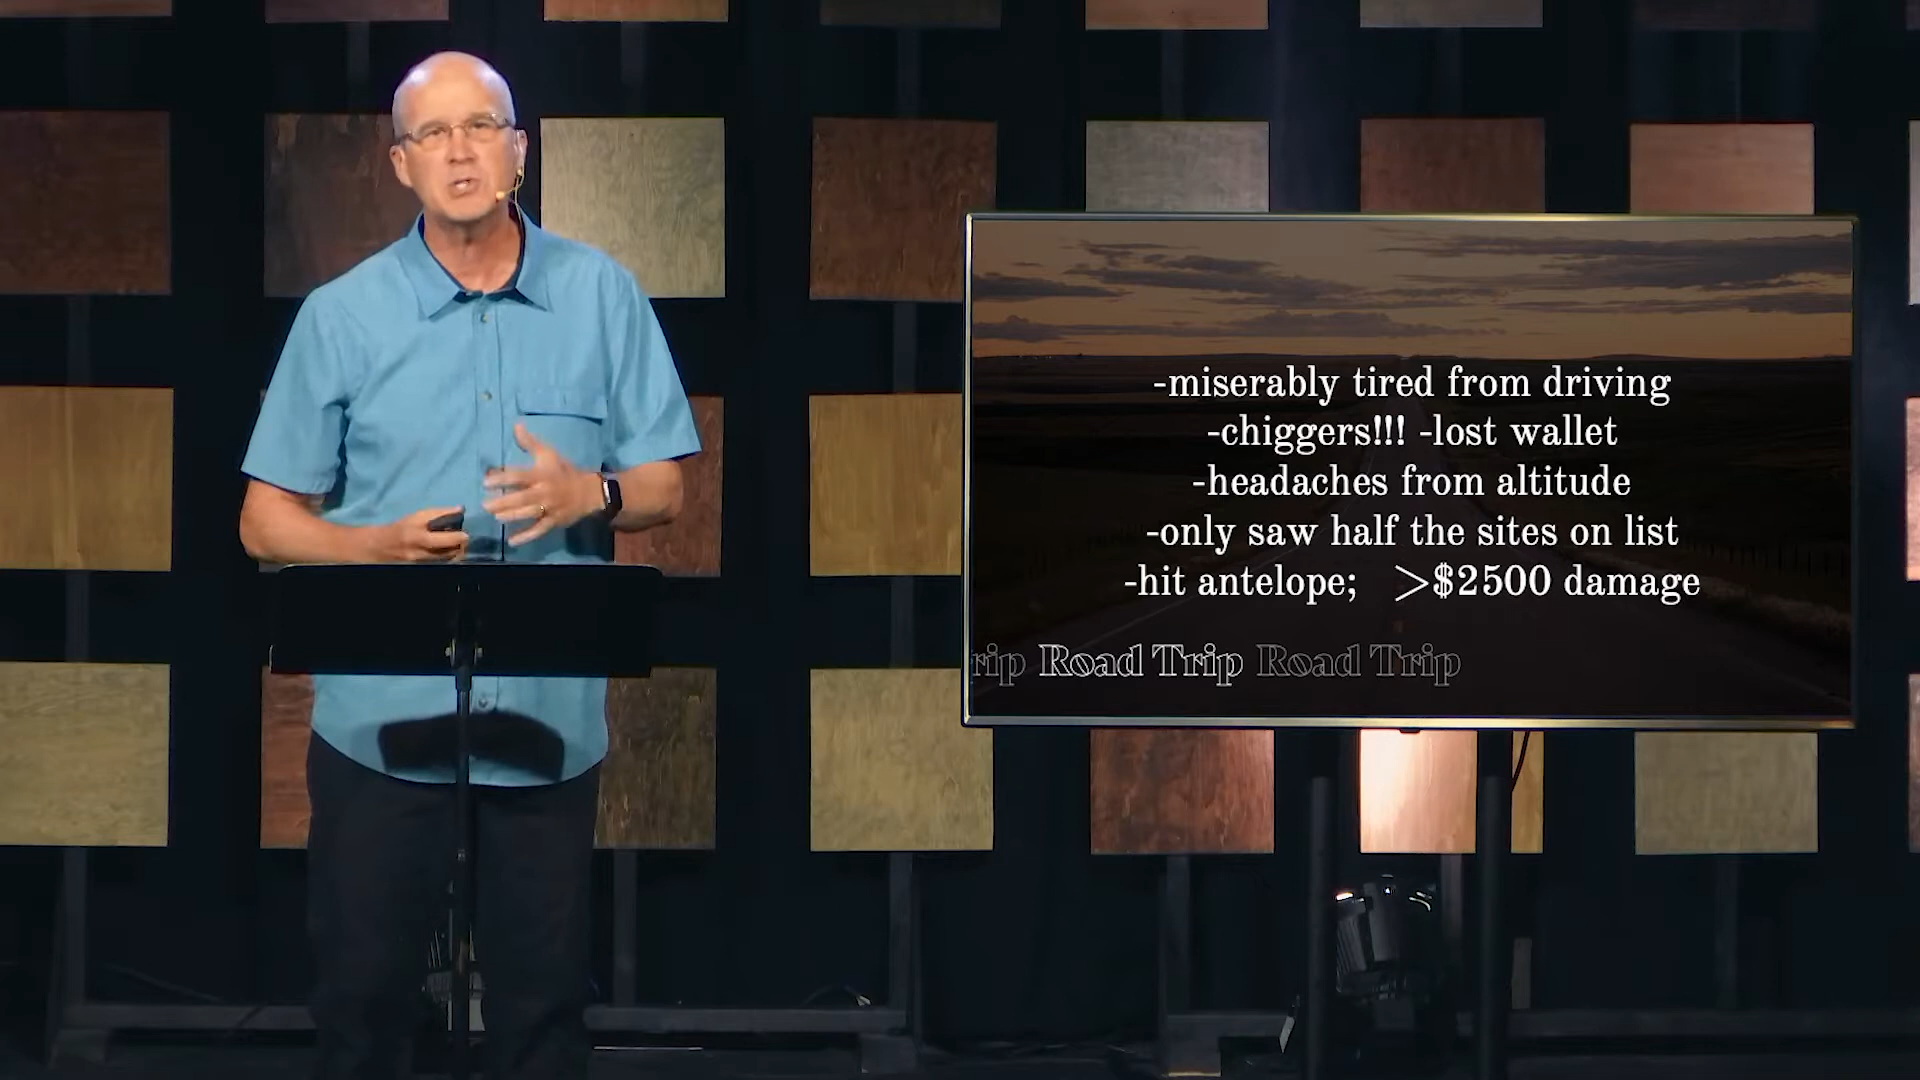 -miserably tired from driving
-chiggers!!! -lost wallet
-headaches from altitude
-only saw half the sites on list
-hit antelope; >$2500 damage
rip Road Trip Road Trip